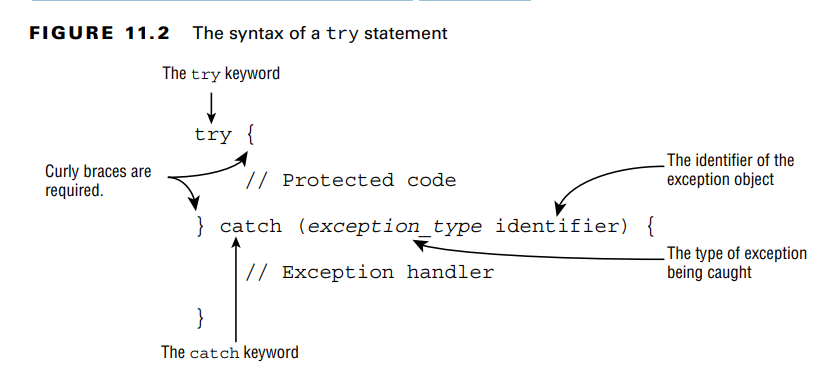 FIGURE 11.2 The syntax of a try statement
The try keyword
try {
Curly braces are
required.
// Protected code
The identifier of the
exception object
} catch (exception_type identifier) {
The type of exception
being caught
// Exception handler
}
The catch keyword